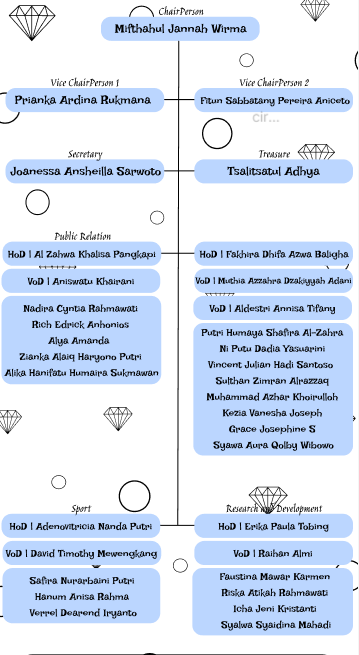 ChairPerson
Mifthahul Jannah Wirma
Vice ChairPerson 1
Prianka Ardina Rukmana
Vice ChairPerson 2
Fitun Sabbatany Pereira Aniceto
cir...
Secretary
Joanessa Ansheilla Sarwoto
Treasure
Tsalitsatul Adhya
Public Relation
HoD | Al Zahwa Khalisa Pangkapi
VoD | Aniswatu Khairani
Nadira Cyntia Rahmawati
Rich Edrick Anhonios
Alya Amanda
Zianka Alaiq Haryono Putri
Alika Hanifatu Humaira Sukmawan
HoD | Fakhira Dhifa Azwa Baligha
VoD | Muthia Azzahra Dzakiyyah Adani
VoD | Aldestri Annisa Tifany
Putri Humaya Shafira Al-Zahra
Ni Putu Dadia Yasuarini
Vincent Julian Hadi Santoso
Sulthan Zimran Alrazzaq
Muhammad Azhar Khoirulloh
Kezia Vanesha Joseph
Grace Josephine S
Syawa Aura Qolby Wibowo
Sport
HoD | Adenovitricia Nanda Putri
VoD | David Timothy Mewengkang
Safira Nurarbaini Putri
Hanum Anisa Rahma
Verrel Dearend Iryanto
Research and Development
HoD | Erika Paula Tobing
VoD | Raihan Almi
Faustina Mawar Karmen
Riska Atikah Rahmawati
Icha Jeni Kristanti
Syalwa Syaidina Mahadi